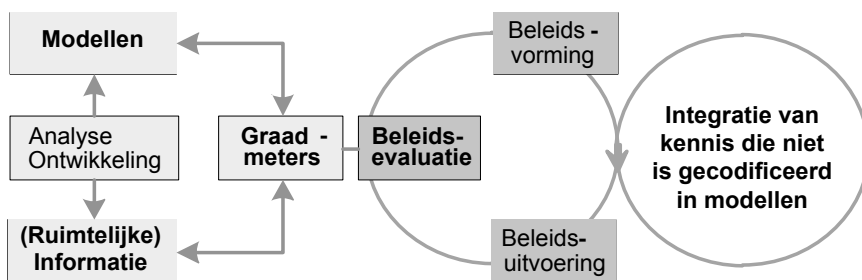 Modellen
Analyse
Ontwikkeling
(Ruimtelijke)
Informatie
Graad -
meters
Beleids-
evaluatie
Beleids -
vorming
Beleids-
uitvoering
Integratie van
kennis die niet
is gecodificeerd
in modellen